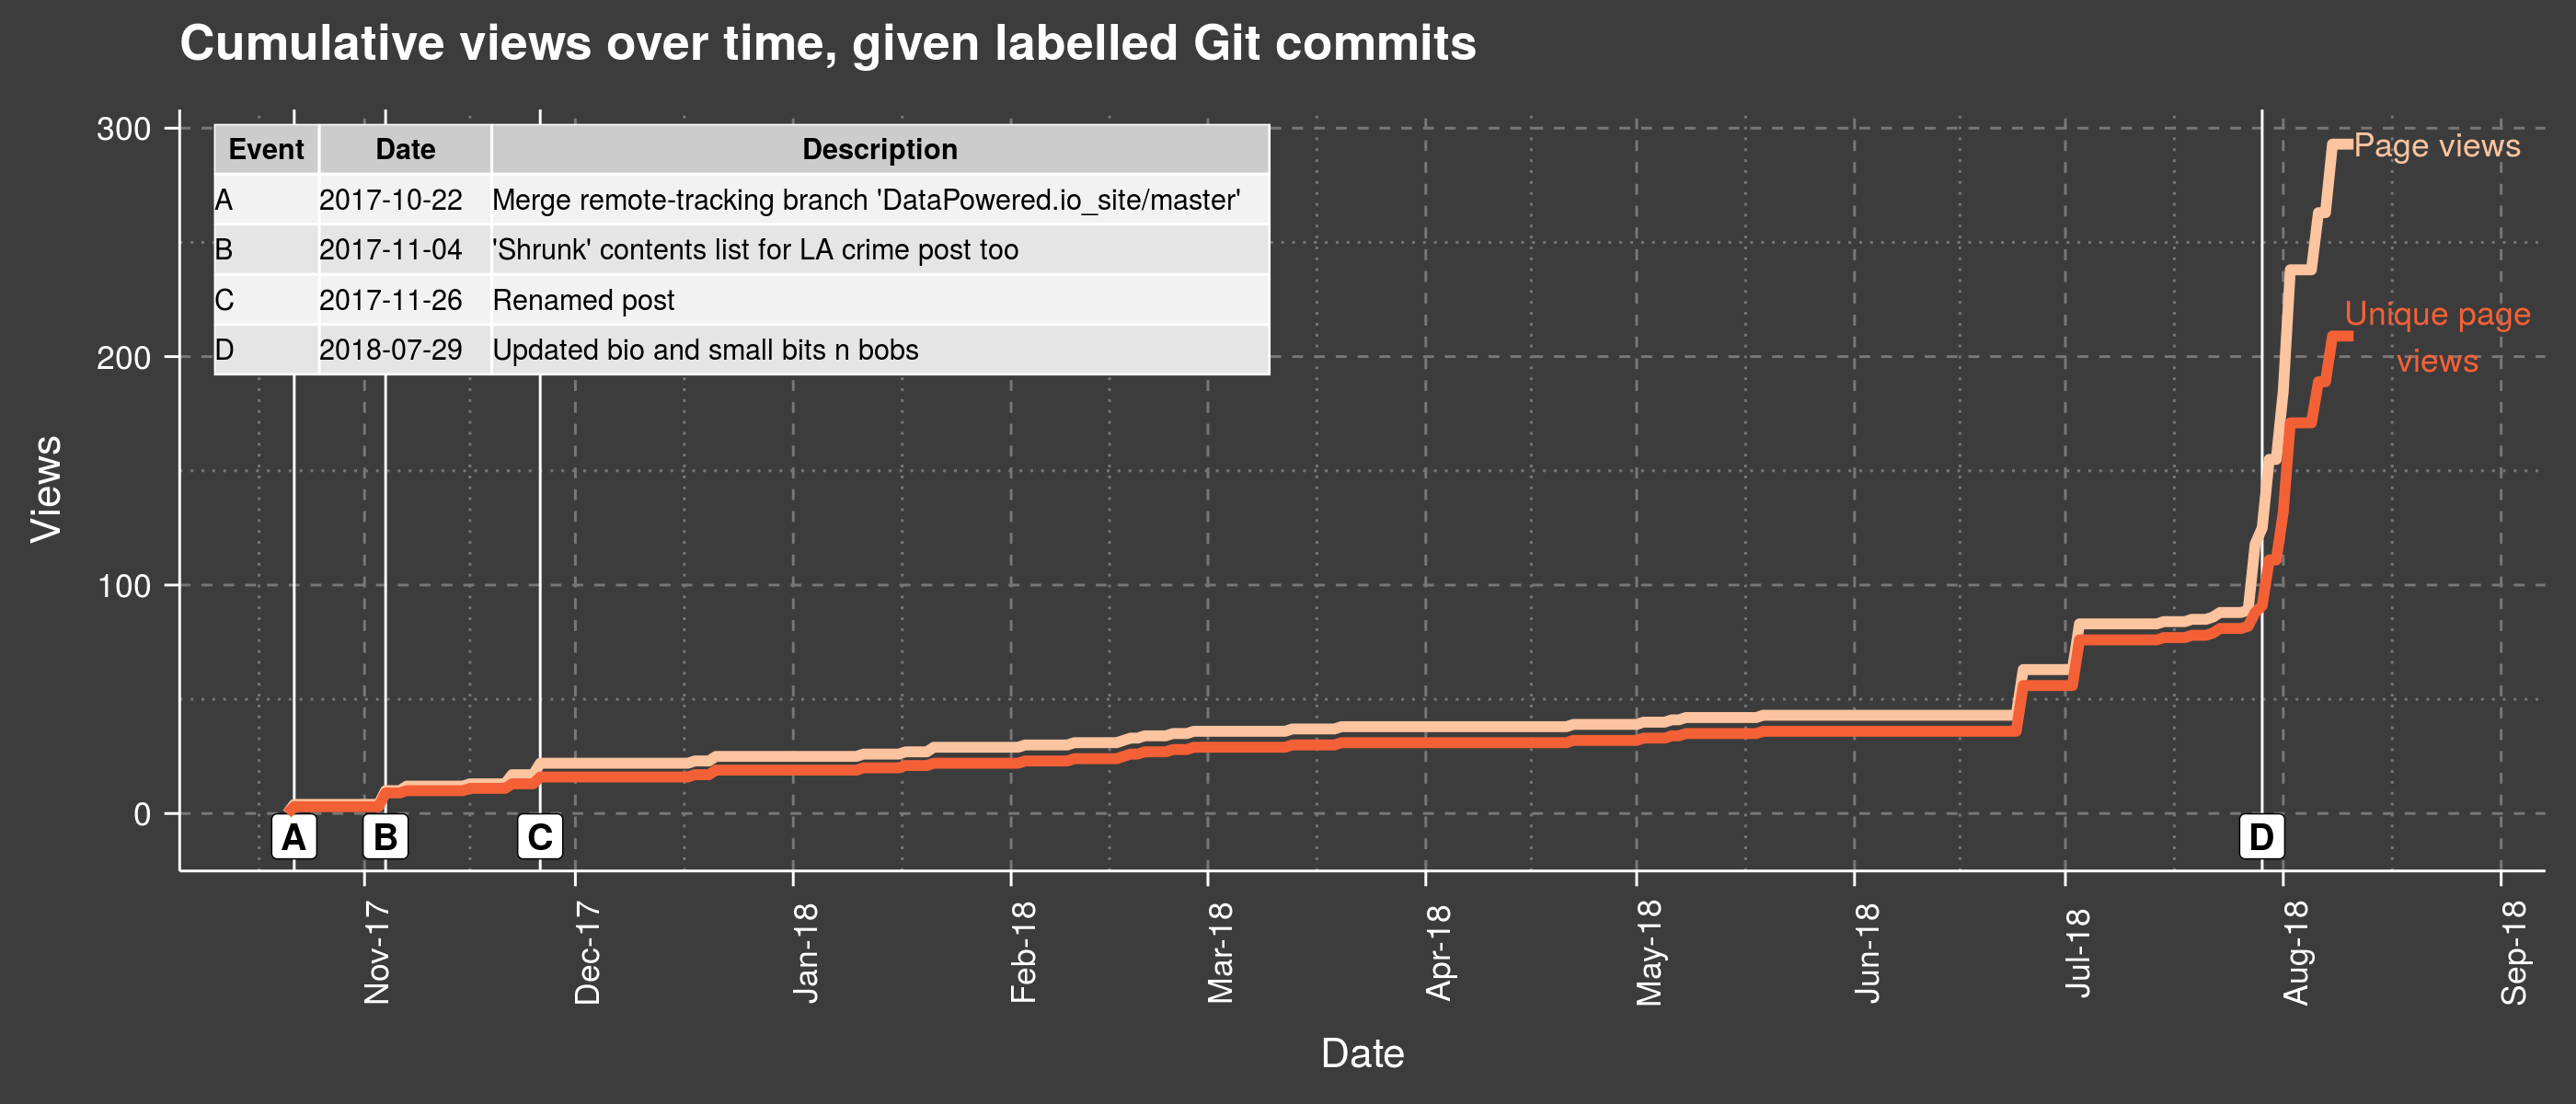 Cumulative views over time, given labelled Git commits
300
200
100
0
Views
Event Date Description
A 2017-10-22 Merge remote-tracking branch 'DataPowered.io_site/master'
B 2017-11-04 'Shrunk' contents list for LA crime post too
C 2017-11-26 Renamed post
D 2018-07-29 Updated bio and small bits n bobs
Page views
Unique page
views
A B C D
Nov-17 Dec-17 Jan-18 Feb-18 Mar-18 Apr-18 May-18 Jun-18 Jul-18 Aug-18 Sep-18
Date